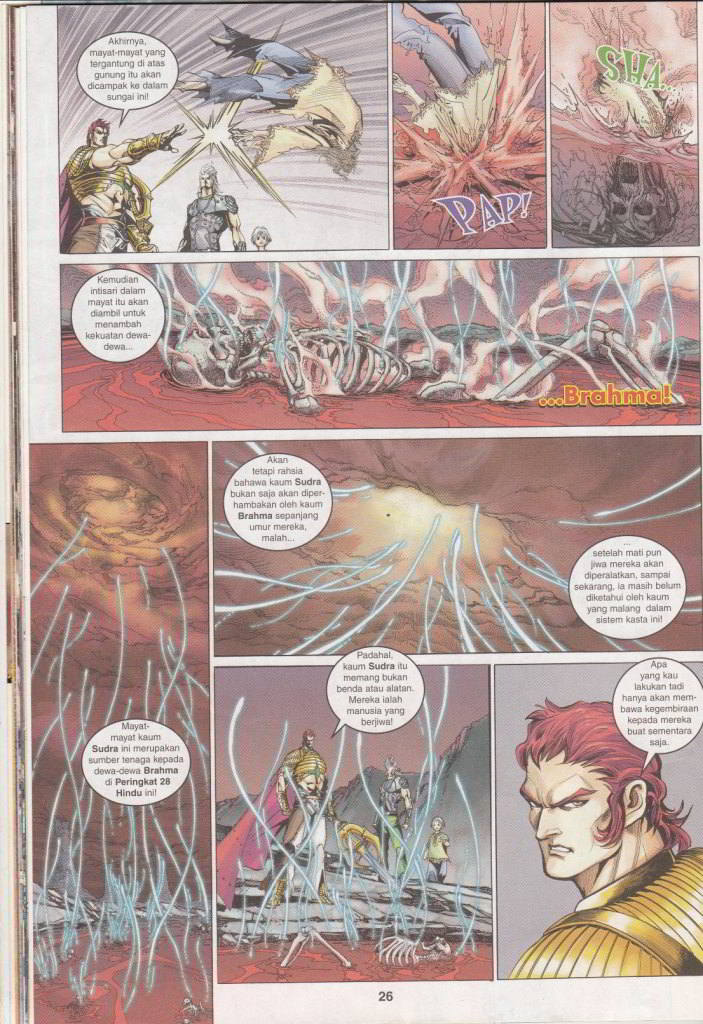 Akhirnya,
mayat-mayat yang
tergantung di atas
gunung itu akan
dicampak ke dalam
sungai ini!
PAP!
SHA...
Kemudian
intisari dalam
mayat itu akan
diambil untuk
menambah
kekuatan dewa-
dewa...
...Brahma!
Mayat-
mayat kaum
Sudra ini merupakan
sumber tenaga kepada
dewa-dewa Brahma
di Peringkat 28
Hindu ini!
Akan
tetapi rahsia
bahawa kaum Sudra
bukan saja akan diper-
hambakan oleh kaum
Brahma sepanjang
umur mereka,
malah...
...
setelah mati pun
jiwa mereka akan
diperalatkan, sampai
sekarang, ia masih belum
diketahui oleh kaum
yang malang dalam
sistem kasta ini!
Padahal,
kaum Sudra itu
memang bukan
benda atau alatan.
Mereka ialah
manusia yang
berjiwa!
Apa
yang kau
lakukan tadi
hanya akan mem-
bawa kegembiraan
kepada mereka
buat sementara
saja.
26